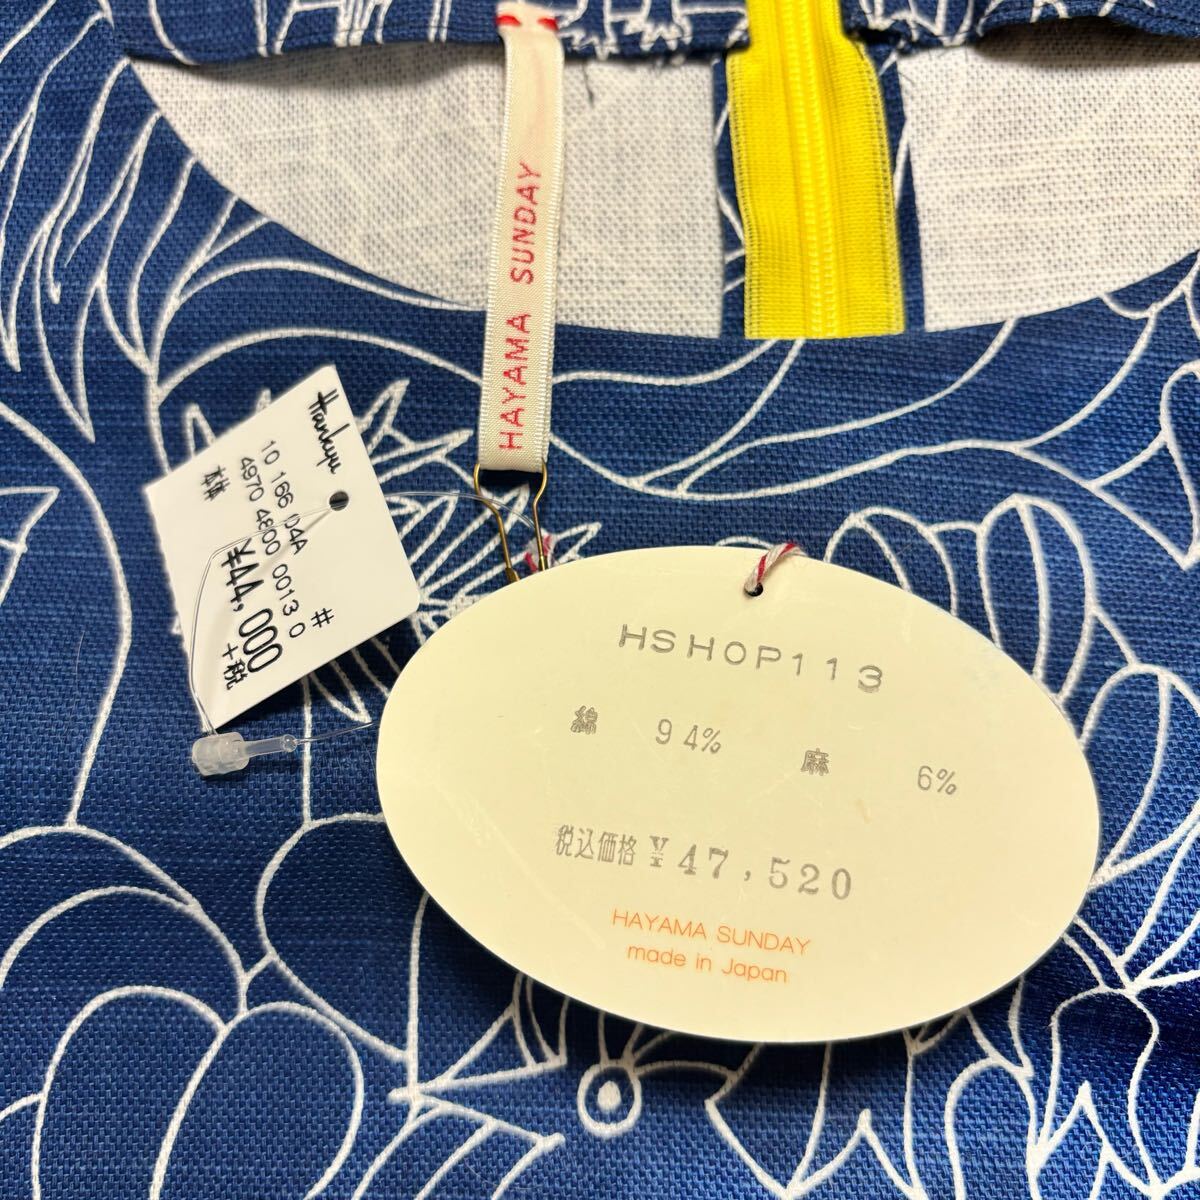 HAYAMA SUNDAY
Hankyu
10 166 04A #
4970 4800 0013 0
¥44,000
+税
HSHOP113
綿 94% 麻 6%
税込価格 ¥47,520
HAYAMA SUNDAY
made in Japan